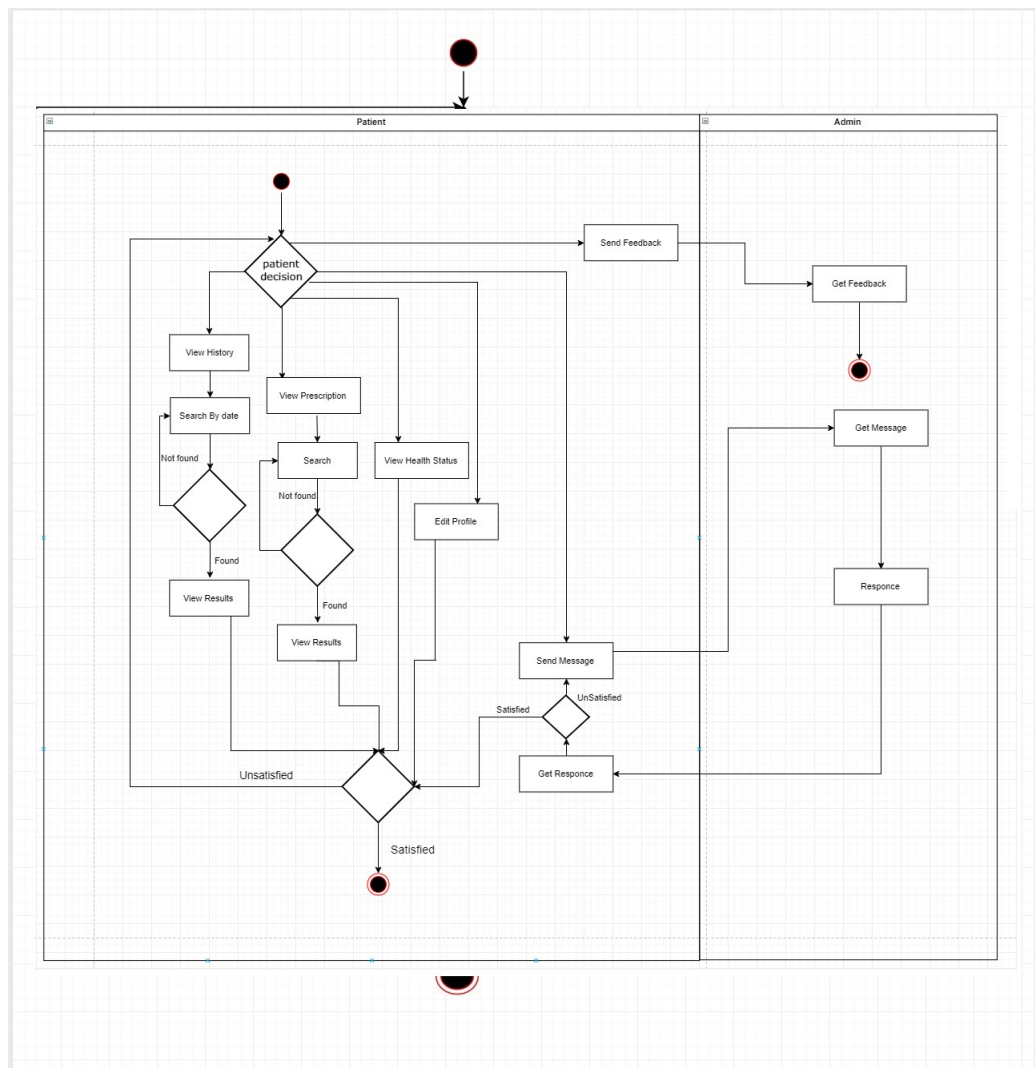 Patient
Admin
patient
decision
Send Feedback
Get Feedback
View History
View Prescription
Search By date
Get Message
Not found
Search
View Health Status
Not found
Edit Profile
Found
View Results
Responce
Found
View Results
Send Message
UnSatisfied
Satisfied
Unsatisfied
Get Responce
Satisfied